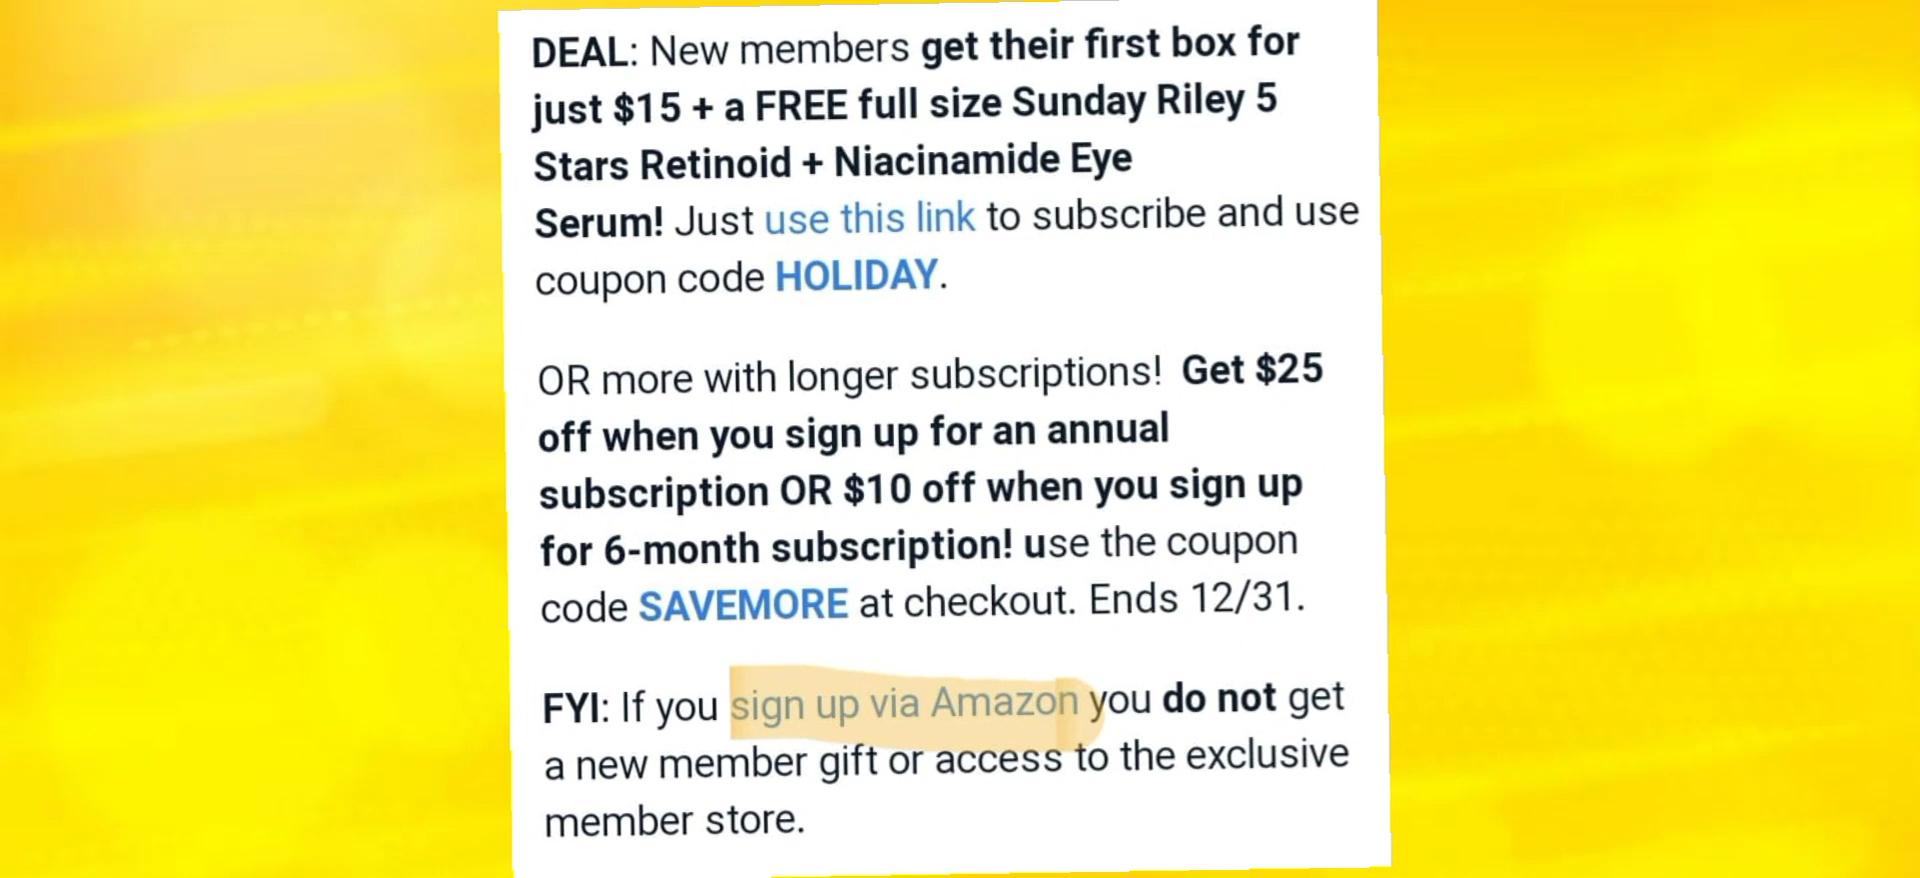 DEAL: New members get their first box for
just $15 + a FREE full size Sunday Riley 5
Stars Retinoid + Niacinamide Eye
Serum! Just use this link to subscribe and use
coupon code HOLIDAY.
OR more with longer subscriptions!  Get $25
off when you sign up for an annual
subscription OR $10 off when you sign up
for 6-month subscription! use the coupon
code SAVEMORE at checkout. Ends 12/31.
FYI: If you sign up via Amazon you do not get
a new member gift or access to the exclusive
member store.